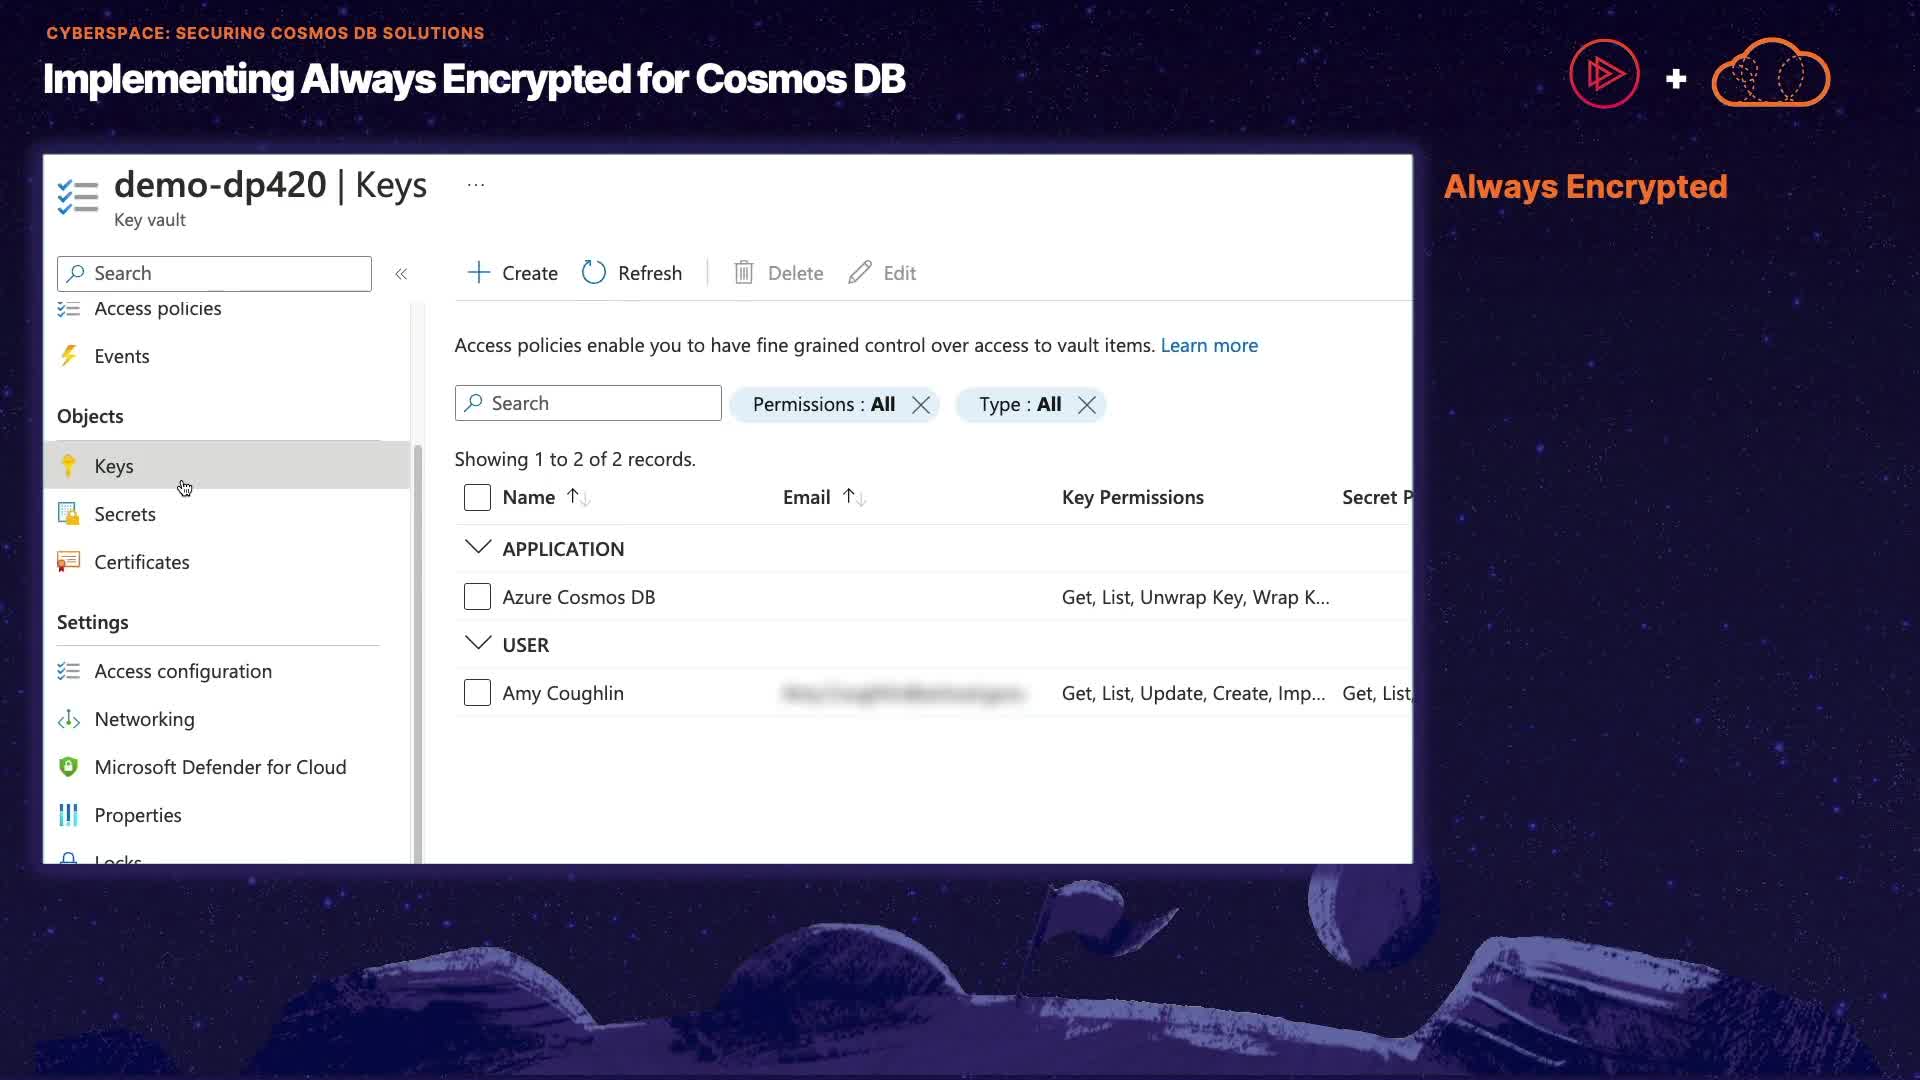 CYBERSPACE: SECURING COSMOS DB SOLUTIONS
Implementing Always Encrypted for Cosmos DB
+
Always Encrypted
demo-dp420 | Keys ...
Key vault
Search «
Access policies
Events
Objects
Keys
Secrets
Certificates
Settings
Access configuration
Networking
Microsoft Defender for Cloud
Properties
Locks
+ Create Refresh | Delete Edit
Access policies enable you to have fine grained control over access to vault items. Learn more
Search Permissions : All Type : All
Showing 1 to 2 of 2 records.
Name ↑↓ Email ↑↓ Key Permissions Secret P
APPLICATION
Azure Cosmos DB Get, List, Unwrap Key, Wrap K...
USER
Amy Coughlin Get, List, Update, Create, Imp... Get, List,